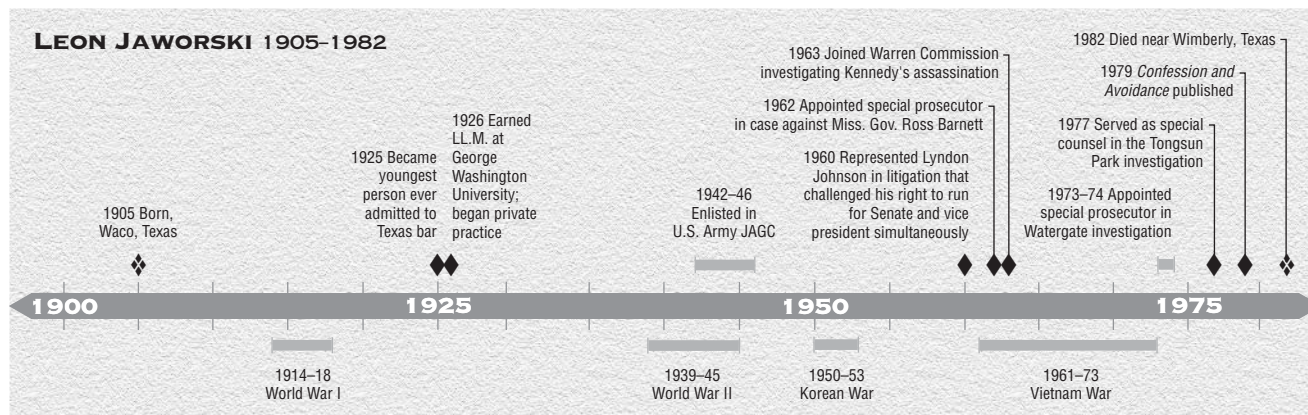 LEON JAWORSKI 1905–1982
1905 Born,
Waco, Texas
1925 Became
youngest
person ever
admitted to
Texas bar
1926 Earned
LL.M. at
George
Washington
University;
began private
practice
1942–46
Enlisted in
U.S. Army JAGC
1960 Represented Lyndon
Johnson in litigation that
challenged his right to run
for Senate and vice
president simultaneously
1962 Appointed special prosecutor
in case against Miss. Gov. Ross Barnett
1963 Joined Warren Commission
investigating Kennedy's assassination
1973–74 Appointed
special prosecutor in
Watergate investigation
1977 Served as special
counsel in the Tongsun
Park investigation
1979 Confession and
Avoidance published
1982 Died near Wimberly, Texas
1900
1925
1950
1975
1914–18
World War I
1939–45
World War II
1950–53
Korean War
1961–73
Vietnam War